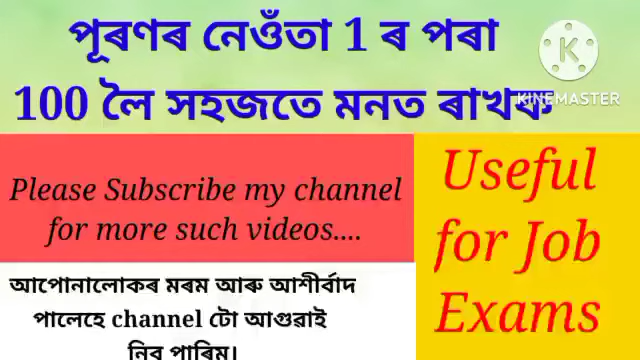 পূৰণৰ নেওঁতা 1 ৰ পৰা
100 লৈ সহজতে মনত ৰাখক
KINEMASTER
Please Subscribe my channel
for more such videos....
Useful
for Job
Exams
আপোনালোকৰ মৰম আৰু আশীৰ্বাদ
পালেহে channel টো আগুৱাই
নিব পাৰিম।